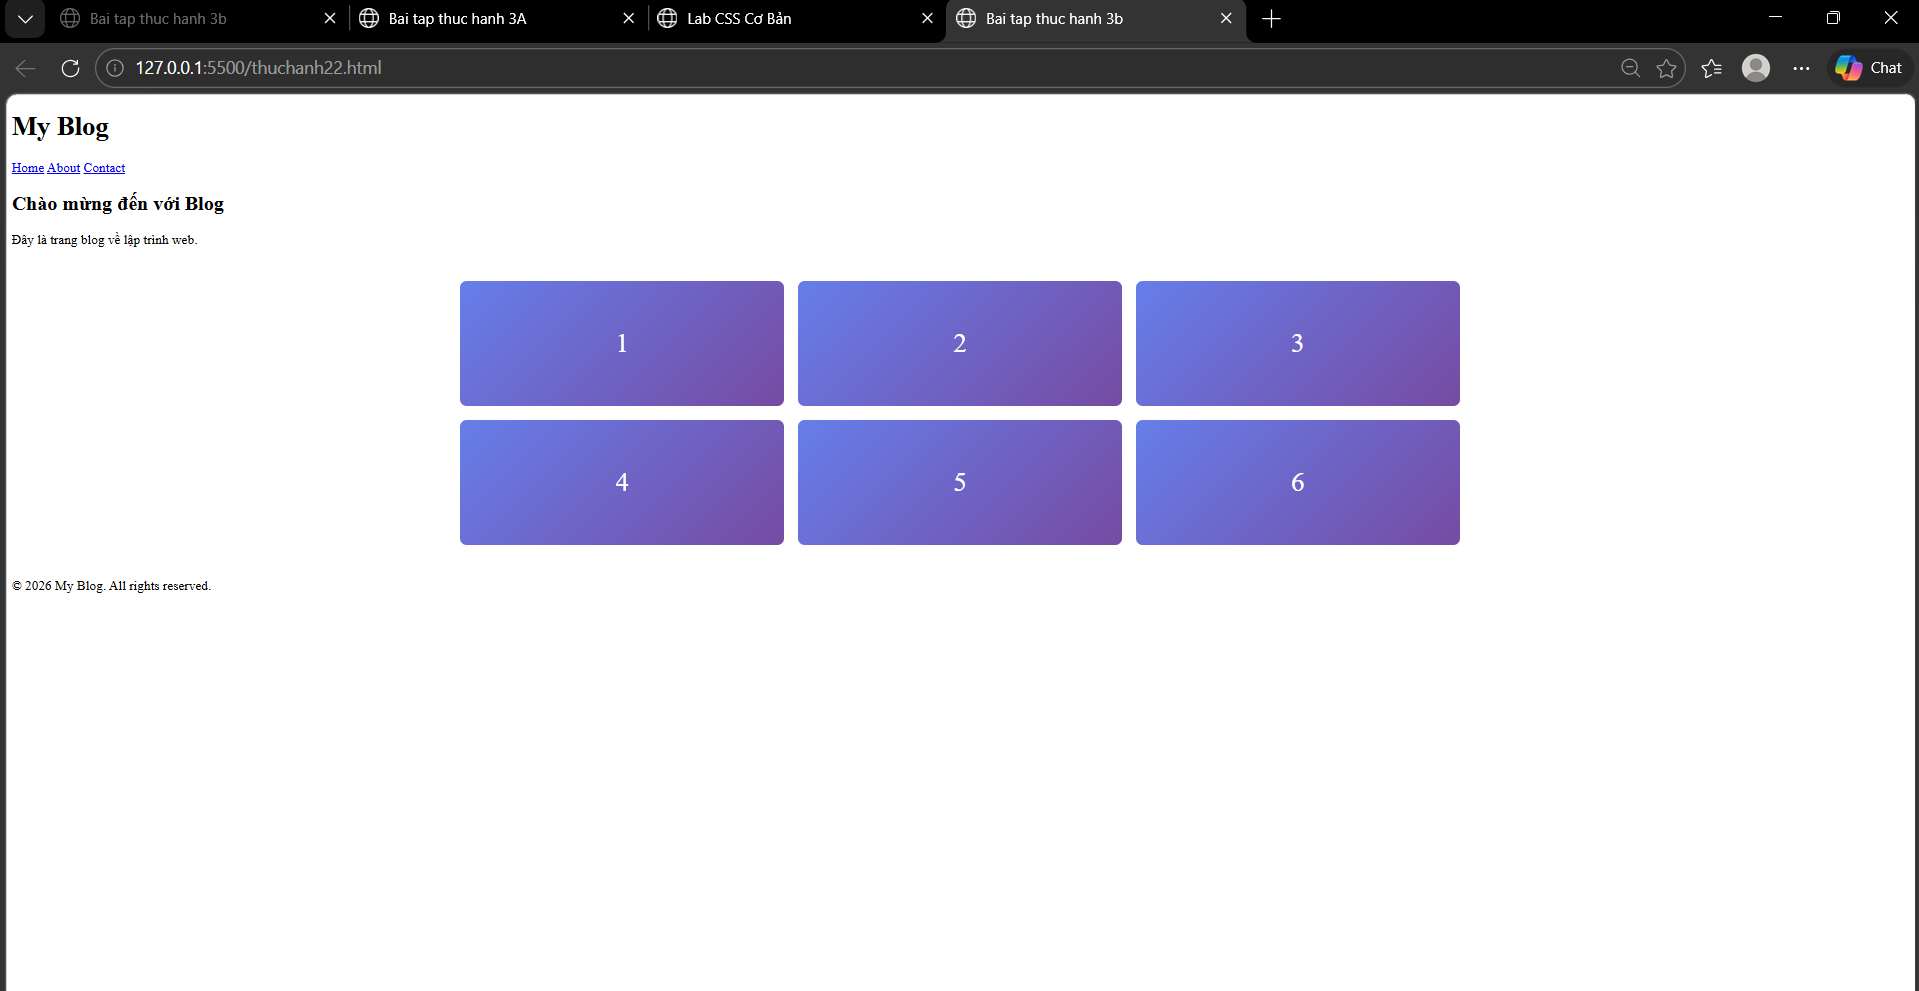 Bai tap thuc hanh 3b
Bai tap thuc hanh 3A
Lab CSS Cơ Bản
Bai tap thuc hanh 3b
127.0.0.1:5500/thuchanh22.html
Chat
My Blog
Home About Contact
Chào mừng đến với Blog
Đây là trang blog về lập trình web.
1 2 3
4 5 6
© 2026 My Blog. All rights reserved.